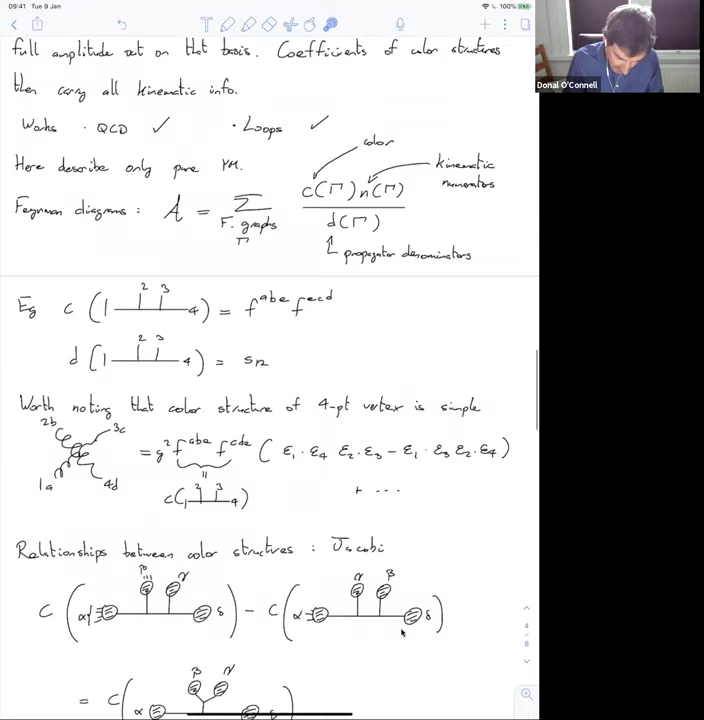 09:41 Tue 9 Jan
100%
full amplitude out on that basis. Coefficients of color structures
then carry all kinematic info.
Works · QCD ✓ · Loops ✓
Here describe only pure YM.
color
kinematic numerators
Feynman diagrams : A = Σ F. graphs Γ c(Γ) n(Γ) / d(Γ)
propagator denominators
Eg c (1 2 3 4) = f^{abe} f^{ecd}
d (1 2 3 4) = s_{12}
Worth noting that color structure of 4-pt vertex is simple
2b 3c 1a 4d = g² f^{abe} f^{cde} ( ε₁ · ε₄ ε₂ · ε₃ − ε₁ · ε₃ ε₂ · ε₄ )
c(1 2 3 4) + ...
Relationships between color structures : Jacobi
C (α β γ δ) − C (α γ β δ)
= C (α β γ δ)
Donal O'Connell
4 / 8